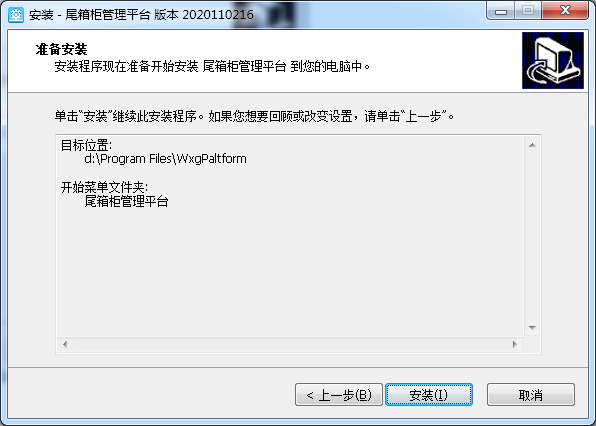 安装 - 尾箱柜管理平台 版本 2020110216
准备安装
安装程序现在准备开始安装 尾箱柜管理平台 到您的电脑中。
单击“安装”继续此安装程序。如果您想要回顾或改变设置，请单击“上一步”。
目标位置:
d:\Program Files\WxgPaltform
开始菜单文件夹:
尾箱柜管理平台
< 上一步(B)
安装(I)
取消